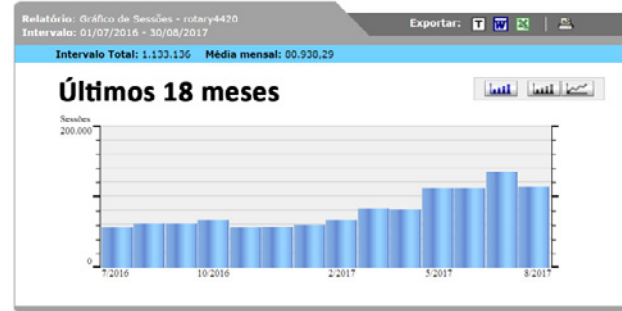 Relatório: Gráfico de Sessões - rotary4420
Intervalo: 01/07/2016 - 30/08/2017
Exportar:
Intervalo Total: 1.133.136 Média mensal: 80.938,29
Últimos 18 meses
Sessões
200.000
0
7/2016 10/2016 2/2017 5/2017 8/2017